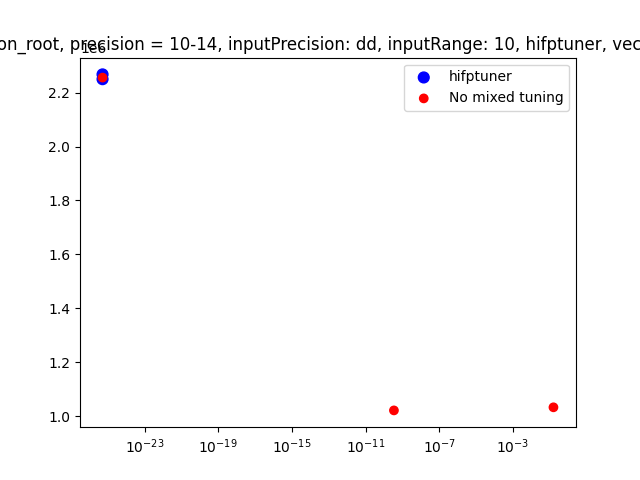 on_root, precision = 10-14, inputPrecision: dd, inputRange: 10, hifptuner, vec
1e6
hifptuner
No mixed tuning
2.2
2.0
1.8
1.6
1.4
1.2
1.0
10⁻²³ 10⁻¹⁹ 10⁻¹⁵ 10⁻¹¹ 10⁻⁷ 10⁻³